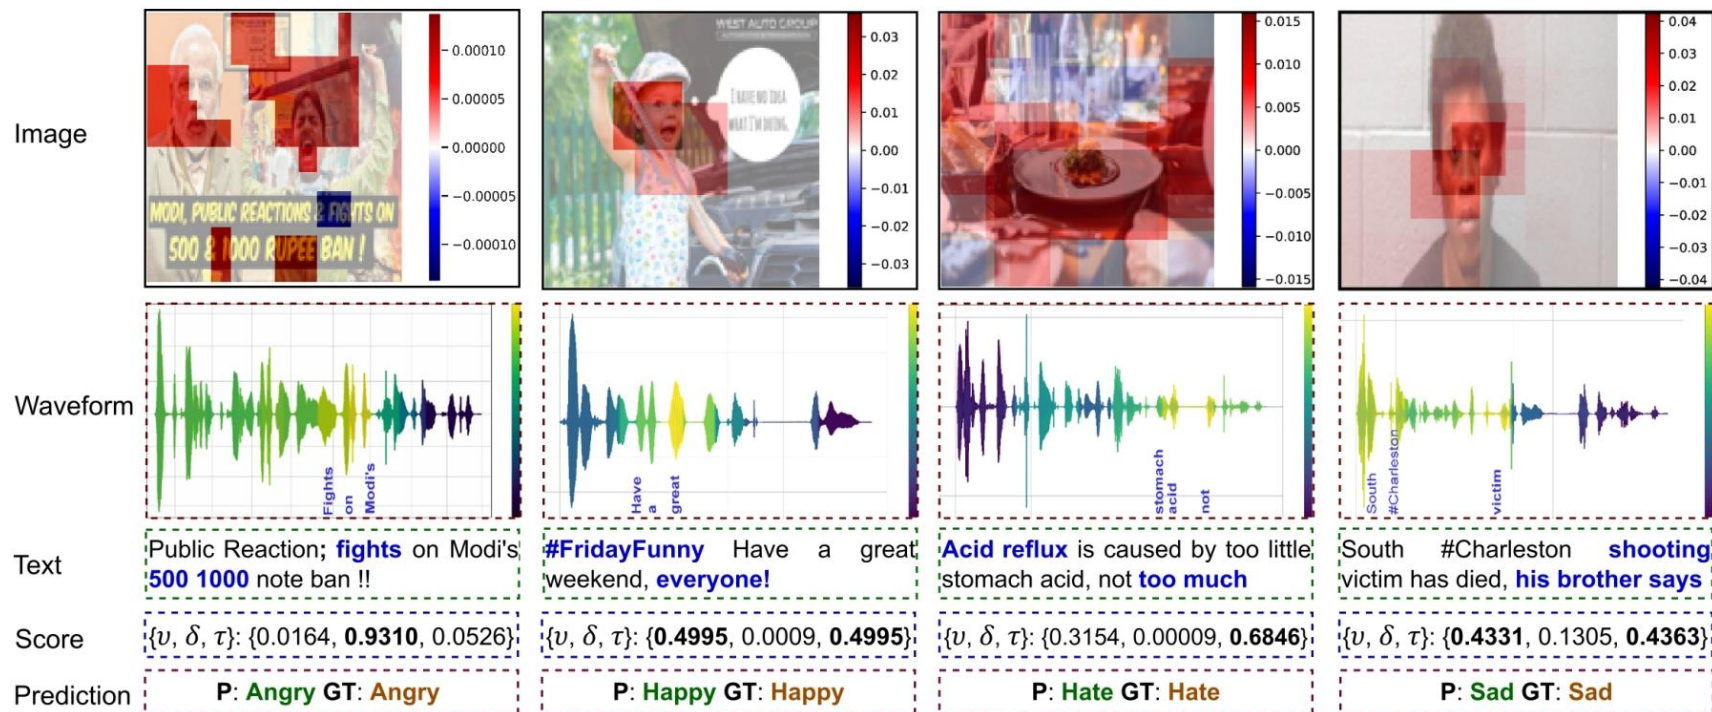 Image
WEST AUTO GROUP
I HAVE NO IDEA
WHAT I'M DOING.
MODI, PUBLIC REACTIONS & FIGHTS ON
500 & 1000 RUPEE BAN !
0.00010
0.00005
0.00000
−0.00005
−0.00010
0.03
0.02
0.01
0.00
−0.01
−0.02
−0.03
0.015
0.010
0.005
0.000
−0.005
−0.010
−0.015
0.04
0.03
0.02
0.01
0.00
−0.01
−0.02
−0.03
−0.04
Waveform
Fights
on
Modi's
Have
a
great
stomach
acid
not
South
#Charleston
victim
Text
Public Reaction; fights on Modi's
500 1000 note ban !!
#FridayFunny Have a great
weekend, everyone!
Acid reflux is caused by too little
stomach acid, not too much
South #Charleston shooting
victim has died, his brother says
Score
{υ, δ, τ}: {0.0164, 0.9310, 0.0526}
{υ, δ, τ}: {0.4995, 0.0009, 0.4995}
{υ, δ, τ}: {0.3154, 0.00009, 0.6846}
{υ, δ, τ}: {0.4331, 0.1305, 0.4363}
Prediction
P: Angry GT: Angry
P: Happy GT: Happy
P: Hate GT: Hate
P: Sad GT: Sad